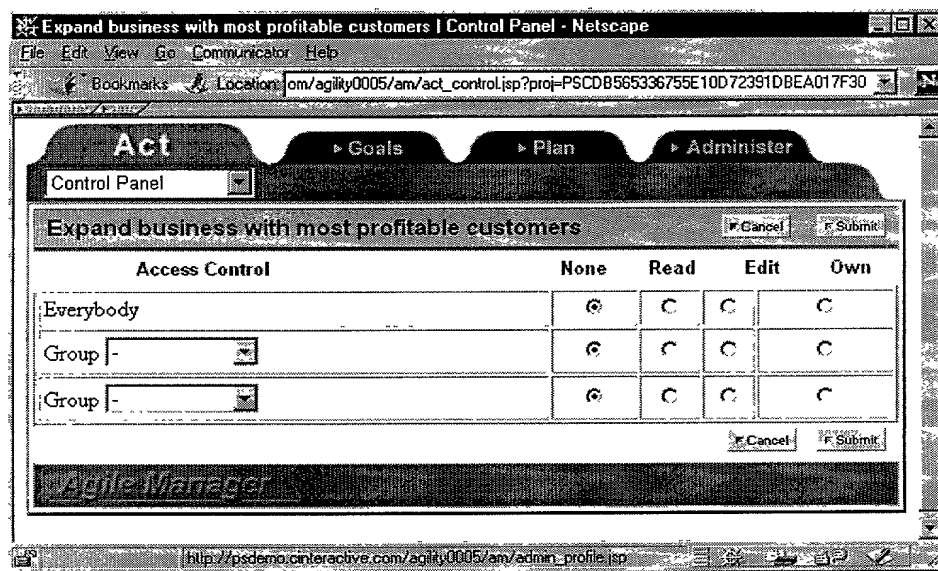 Expand business with most profitable customers | Control Panel - Netscape
File Edit View Go Communicator Help
Bookmarks Location: om/agility0005/am/act_control.jsp?proj=PSCDB565336755E10D72391DBEA017F30
Act Goals Plan Administer
Control Panel
Expand business with most profitable customers Cancel Submit
Access Control None Read Edit Own
Everybody
Group -
Group -
Cancel Submit
Agile Manager
http://psdemo.cinteractive.com/agility0005/am/admin_profile.jsp